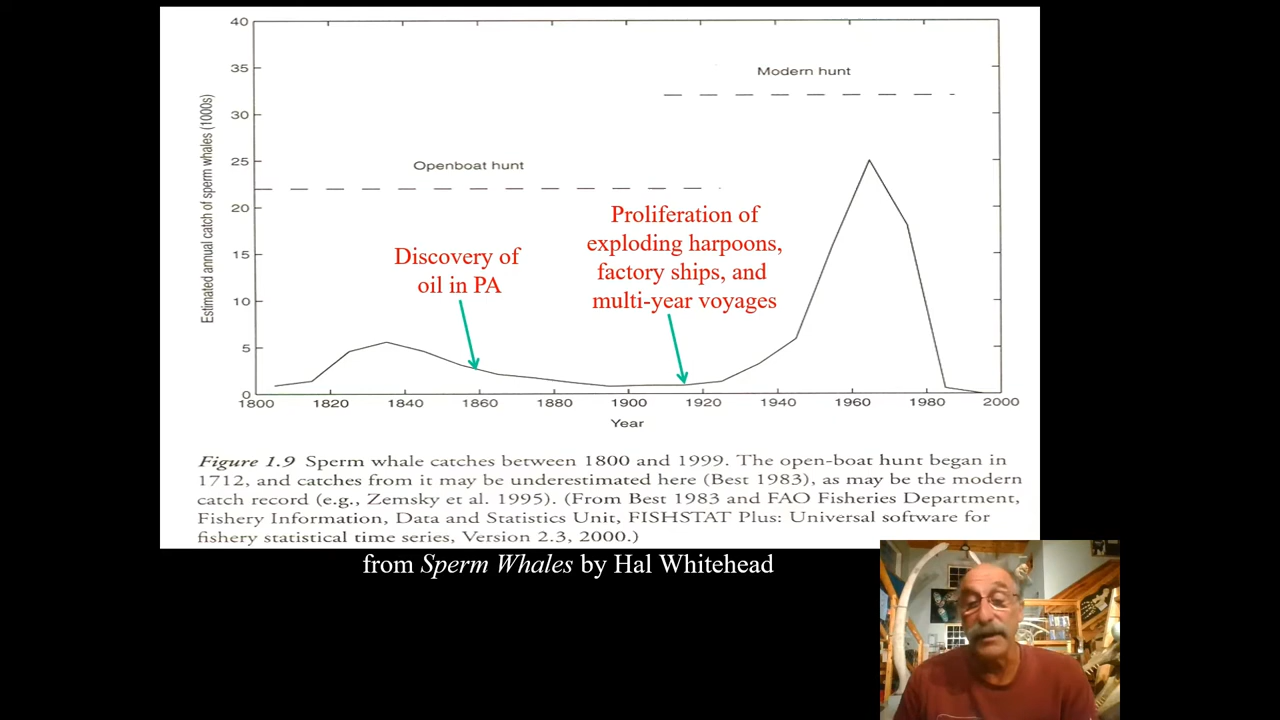 40
35
30
25
20
15
10
5
0
Estimated annual catch of sperm whales (1000s)
Modern hunt
Openboat hunt
Discovery of
oil in PA
Proliferation of
exploding harpoons,
factory ships, and
multi-year voyages
1800 1820 1840 1860 1880 1900 1920 1940 1960 1980 2000
Year
Figure 1.9 Sperm whale catches between 1800 and 1999. The open-boat hunt began in
1712, and catches from it may be underestimated here (Best 1983), as may be the modern
catch record (e.g., Zemsky et al. 1995). (From Best 1983 and FAO Fisheries Department,
Fishery Information, Data and Statistics Unit, FISHSTAT Plus: Universal software for
fishery statistical time series, Version 2.3, 2000.)
from Sperm Whales by Hal Whitehead